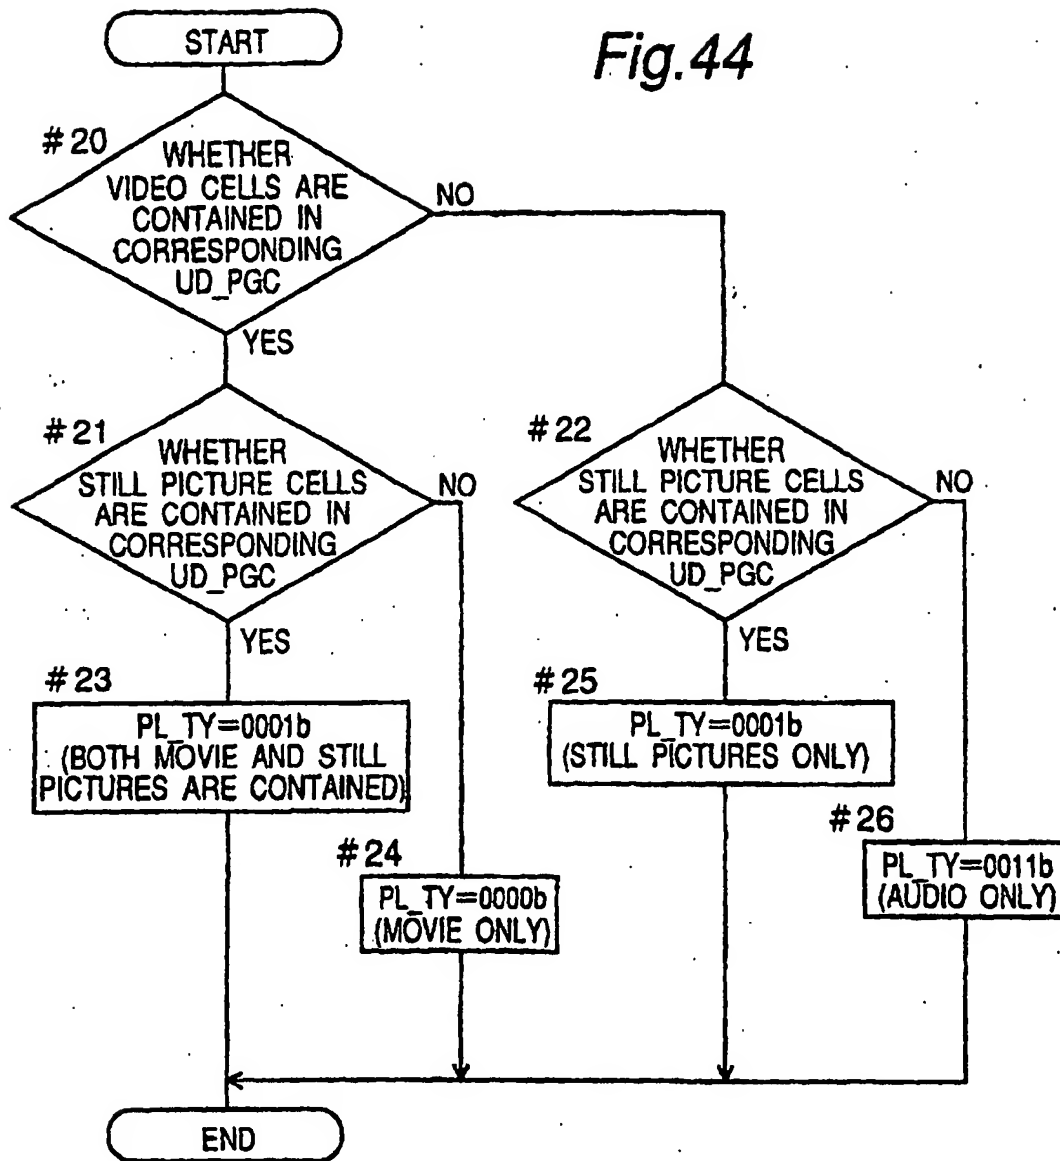 Fig.44
START
#20
WHETHER
VIDEO CELLS ARE
CONTAINED IN
CORRESPONDING
UD_PGC
NO
YES
#21
WHETHER
STILL PICTURE CELLS
ARE CONTAINED IN
CORRESPONDING
UD_PGC
NO
YES
#22
WHETHER
STILL PICTURE CELLS
ARE CONTAINED IN
CORRESPONDING
UD_PGC
NO
YES
#23
PL_TY=0001b
(BOTH MOVIE AND STILL
PICTURES ARE CONTAINED)
#24
PL_TY=0000b
(MOVIE ONLY)
#25
PL_TY=0001b
(STILL PICTURES ONLY)
#26
PL_TY=0011b
(AUDIO ONLY)
END